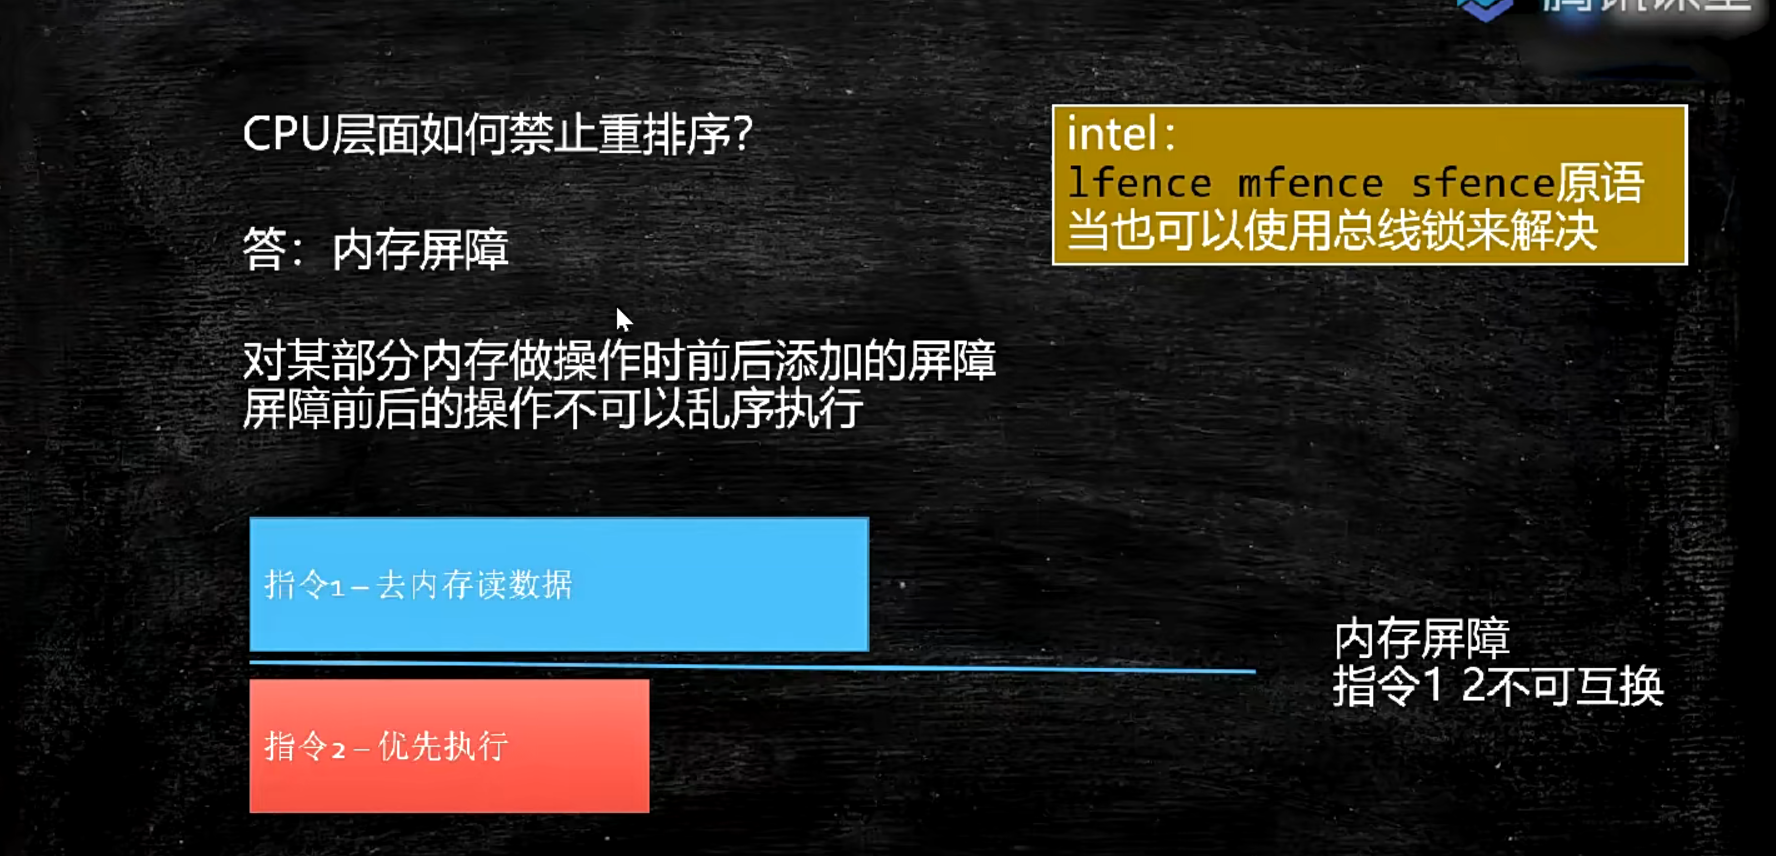 腾讯课堂
CPU层面如何禁止重排序？
intel：
lfence mfence sfence原语
当也可以使用总线锁来解决
答：内存屏障
对某部分内存做操作时前后添加的屏障
屏障前后的操作不可以乱序执行
指令1 – 去内存读数据
内存屏障
指令1 2不可互换
指令2 – 优先执行